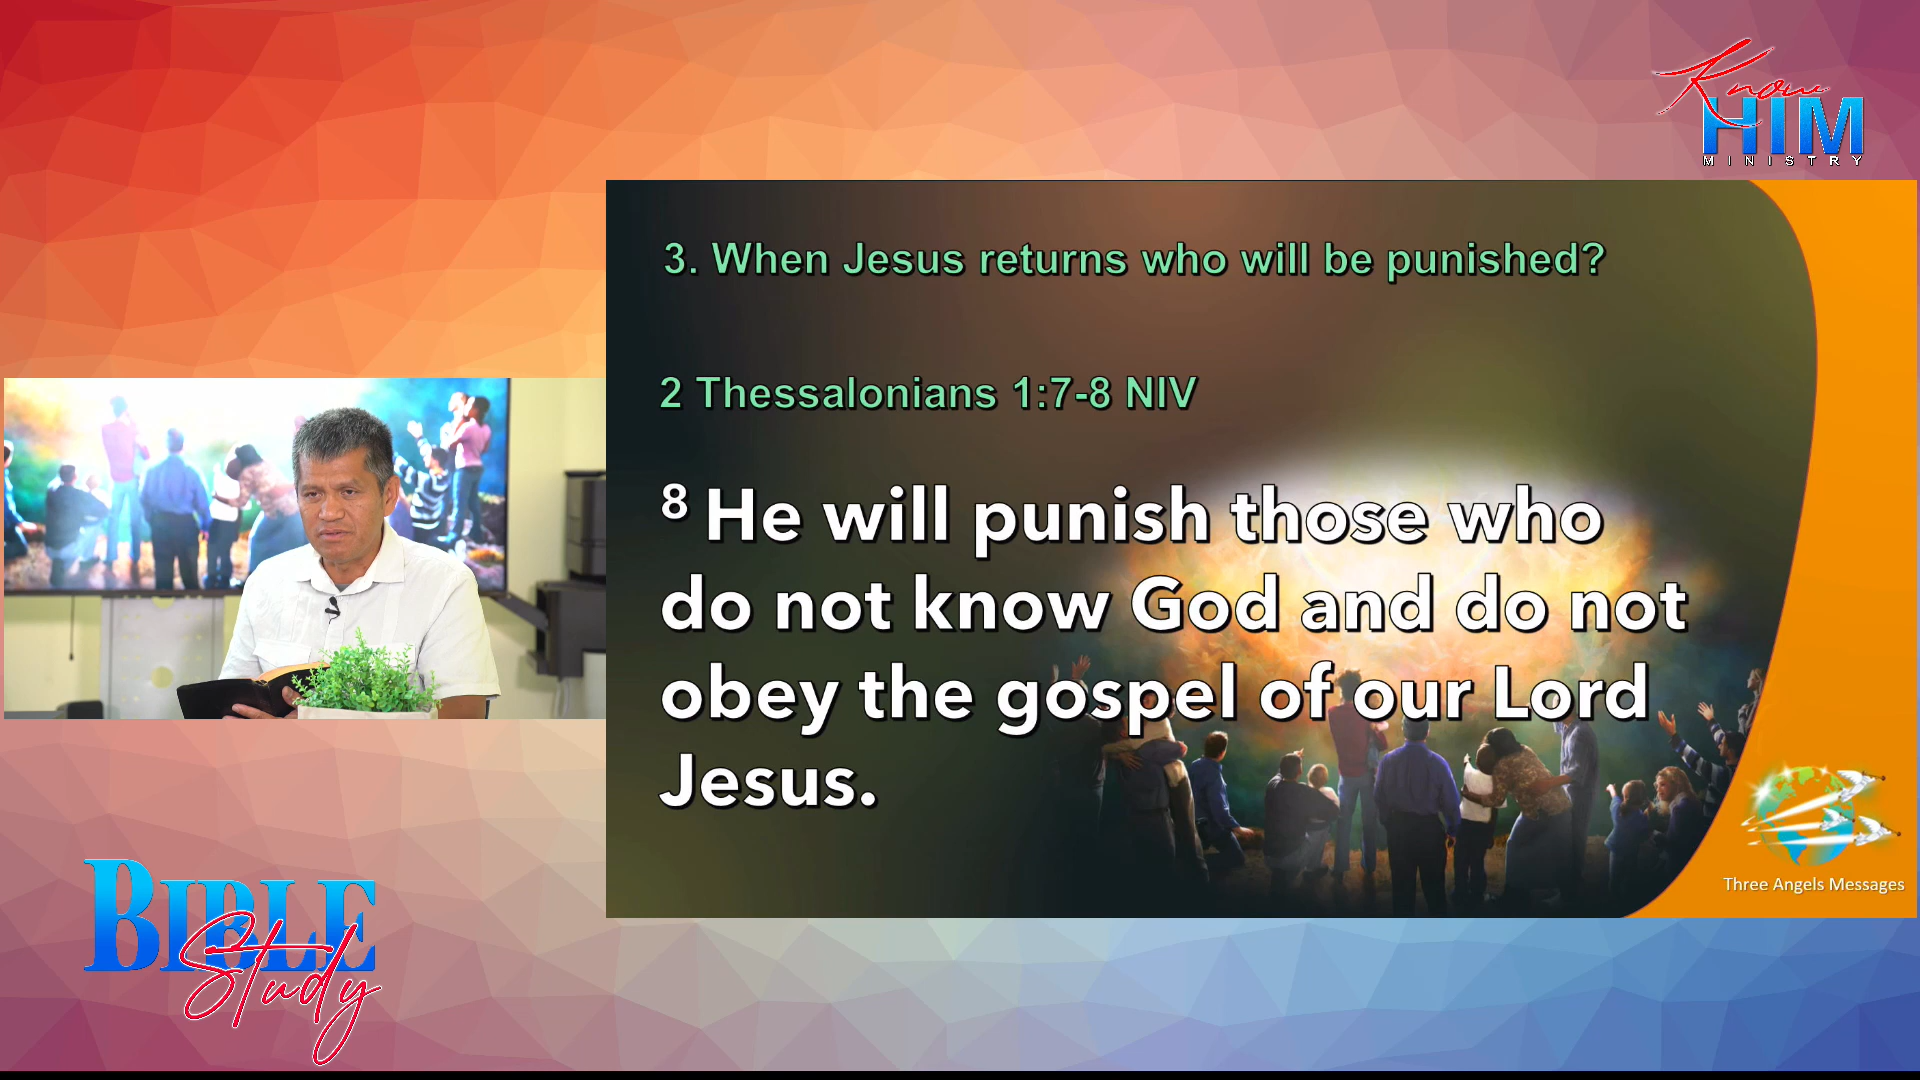 Know
HIM
MINISTRY
3. When Jesus returns who will be punished?
2 Thessalonians 1:7-8 NIV
8 He will punish those who
do not know God and do not
obey the gospel of our Lord
Jesus.
Three Angels Messages
BIBLE
Study